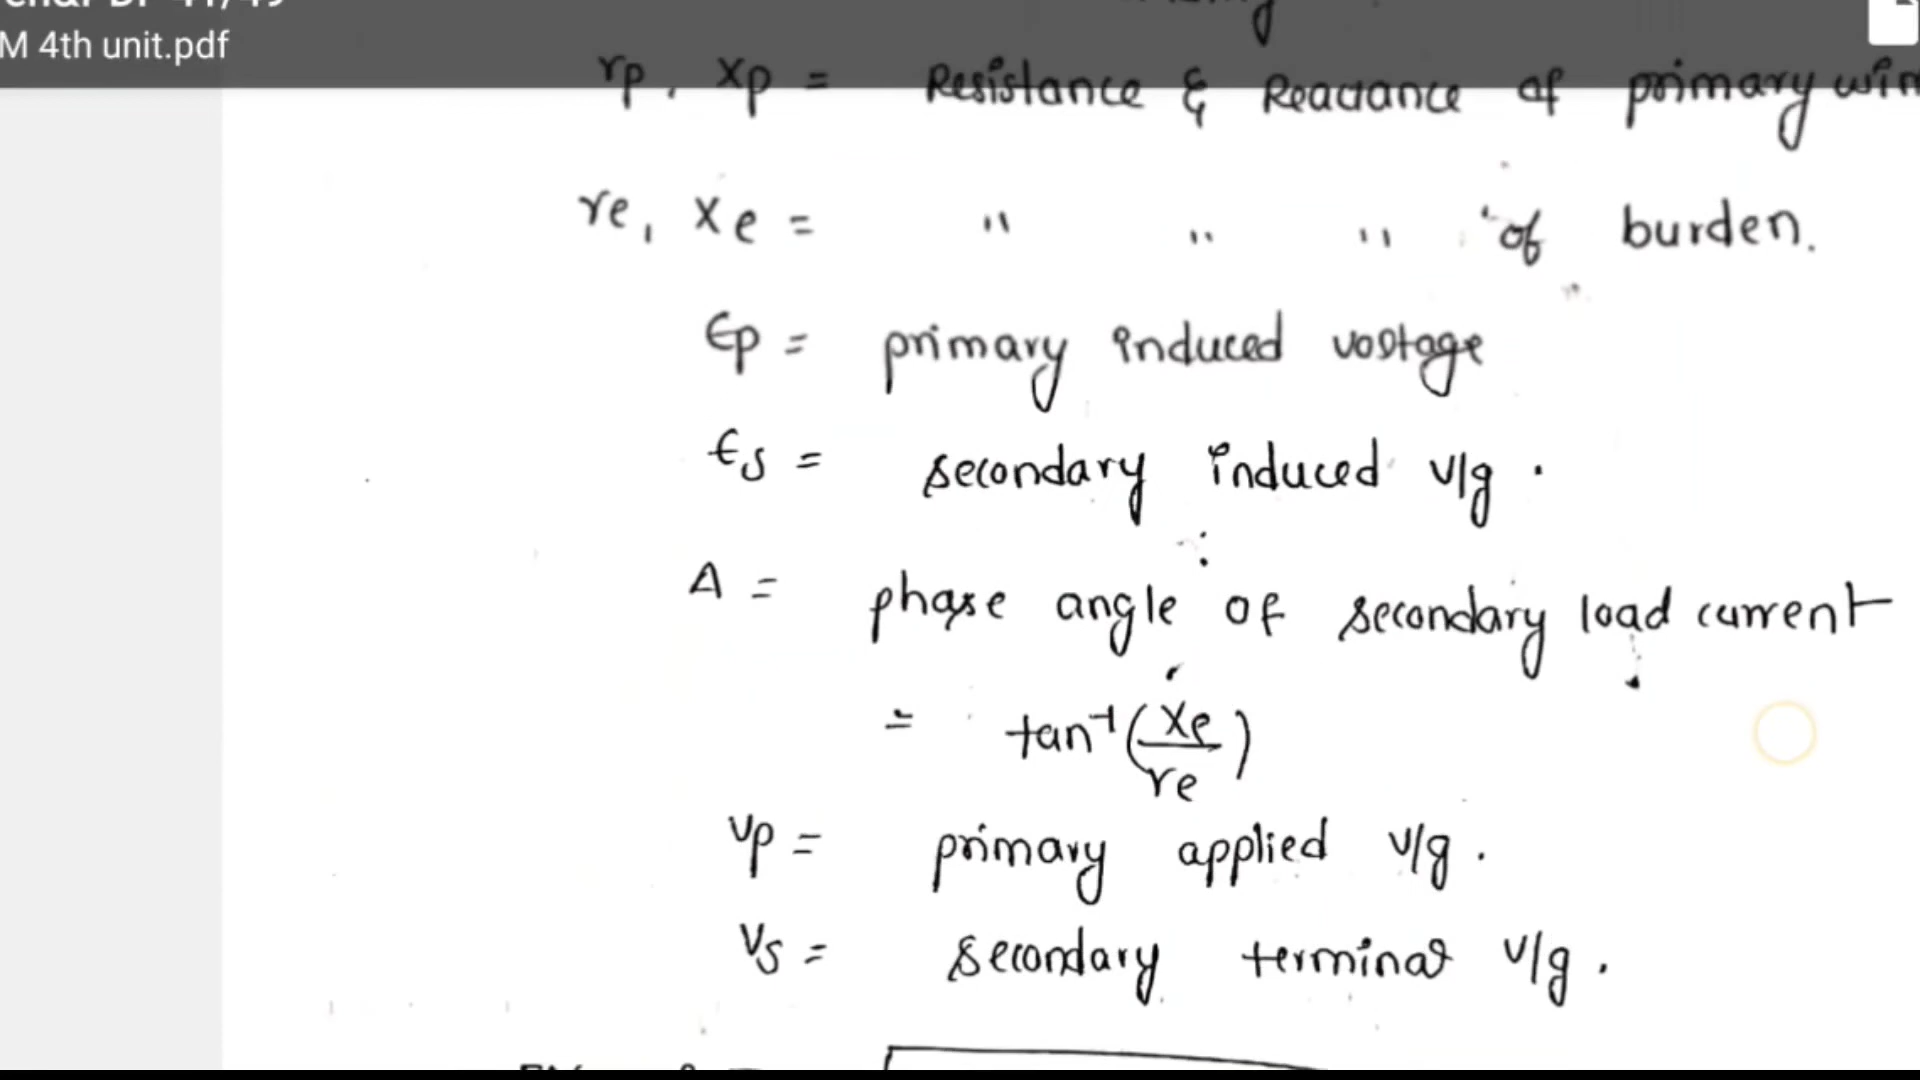 M 4th unit.pdf
rp, xp = Resistance & Reactance of primary
re, xe = " " " of burden.
Ep = primary induced voltage
Es = secondary induced v/g.
Δ = phase angle of secondary load current
= tan⁻¹(xe/re)
Vp = primary applied v/g.
Vs = secondary terminal v/g.